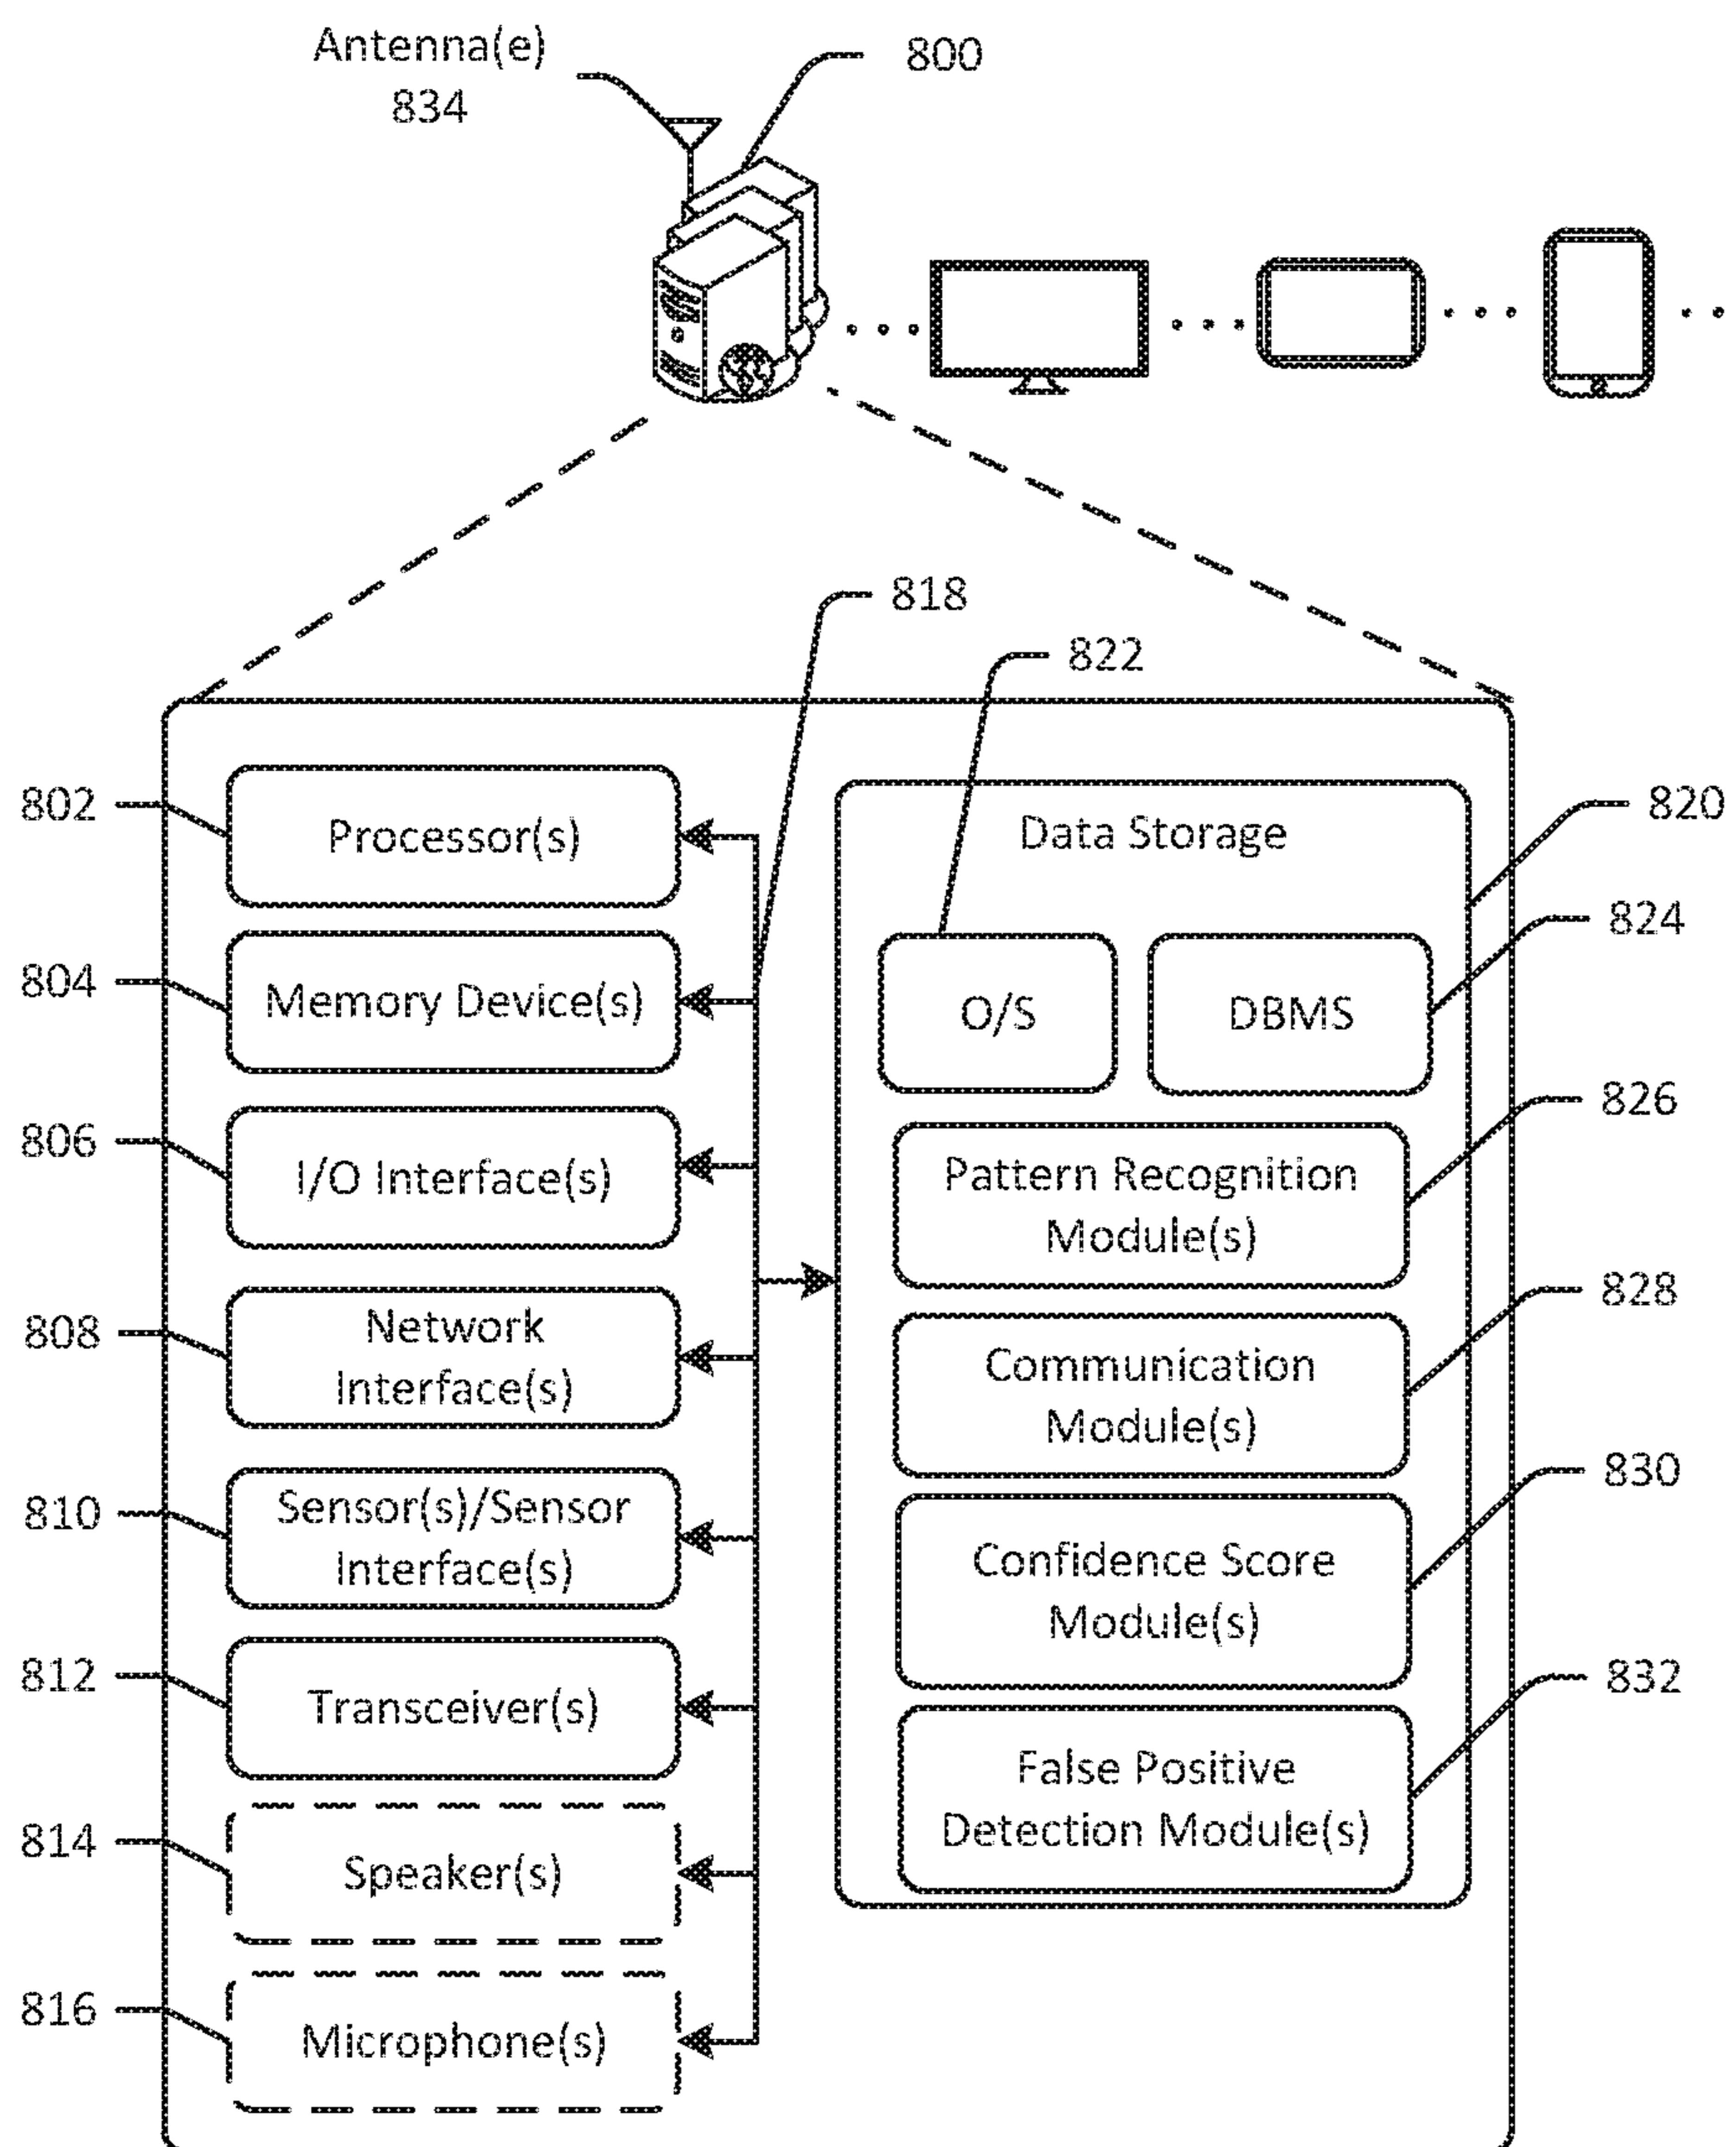 Antenna(e)
834
800
818
822
802
Processor(s)
804
Memory Device(s)
806
I/O Interface(s)
808
Network
Interface(s)
810
Sensor(s)/Sensor
Interface(s)
812
Transceiver(s)
814
Speaker(s)
816
Microphone(s)
Data Storage
820
O/S
DBMS
824
Pattern Recognition
Module(s)
826
Communication
Module(s)
828
Confidence Score
Module(s)
830
False Positive
Detection Module(s)
832